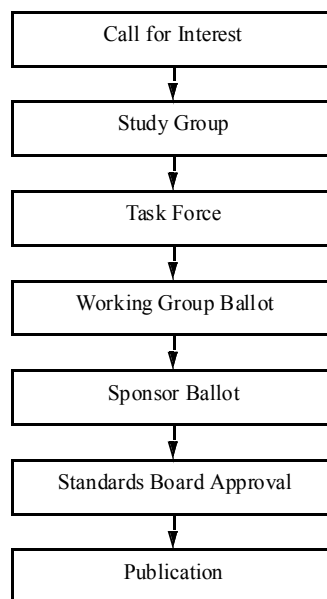 Call for Interest
Study Group
Task Force
Working Group Ballot
Sponsor Ballot
Standards Board Approval
Publication